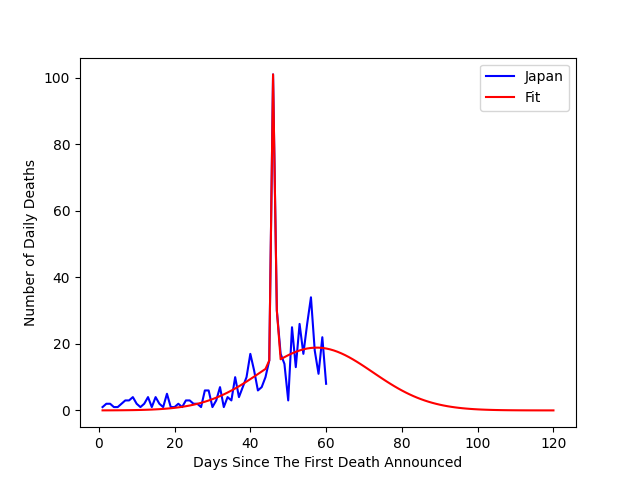 Japan
Fit
100
80
60
40
20
0
Number of Daily Deaths
0 20 40 60 80 100 120
Days Since The First Death Announced